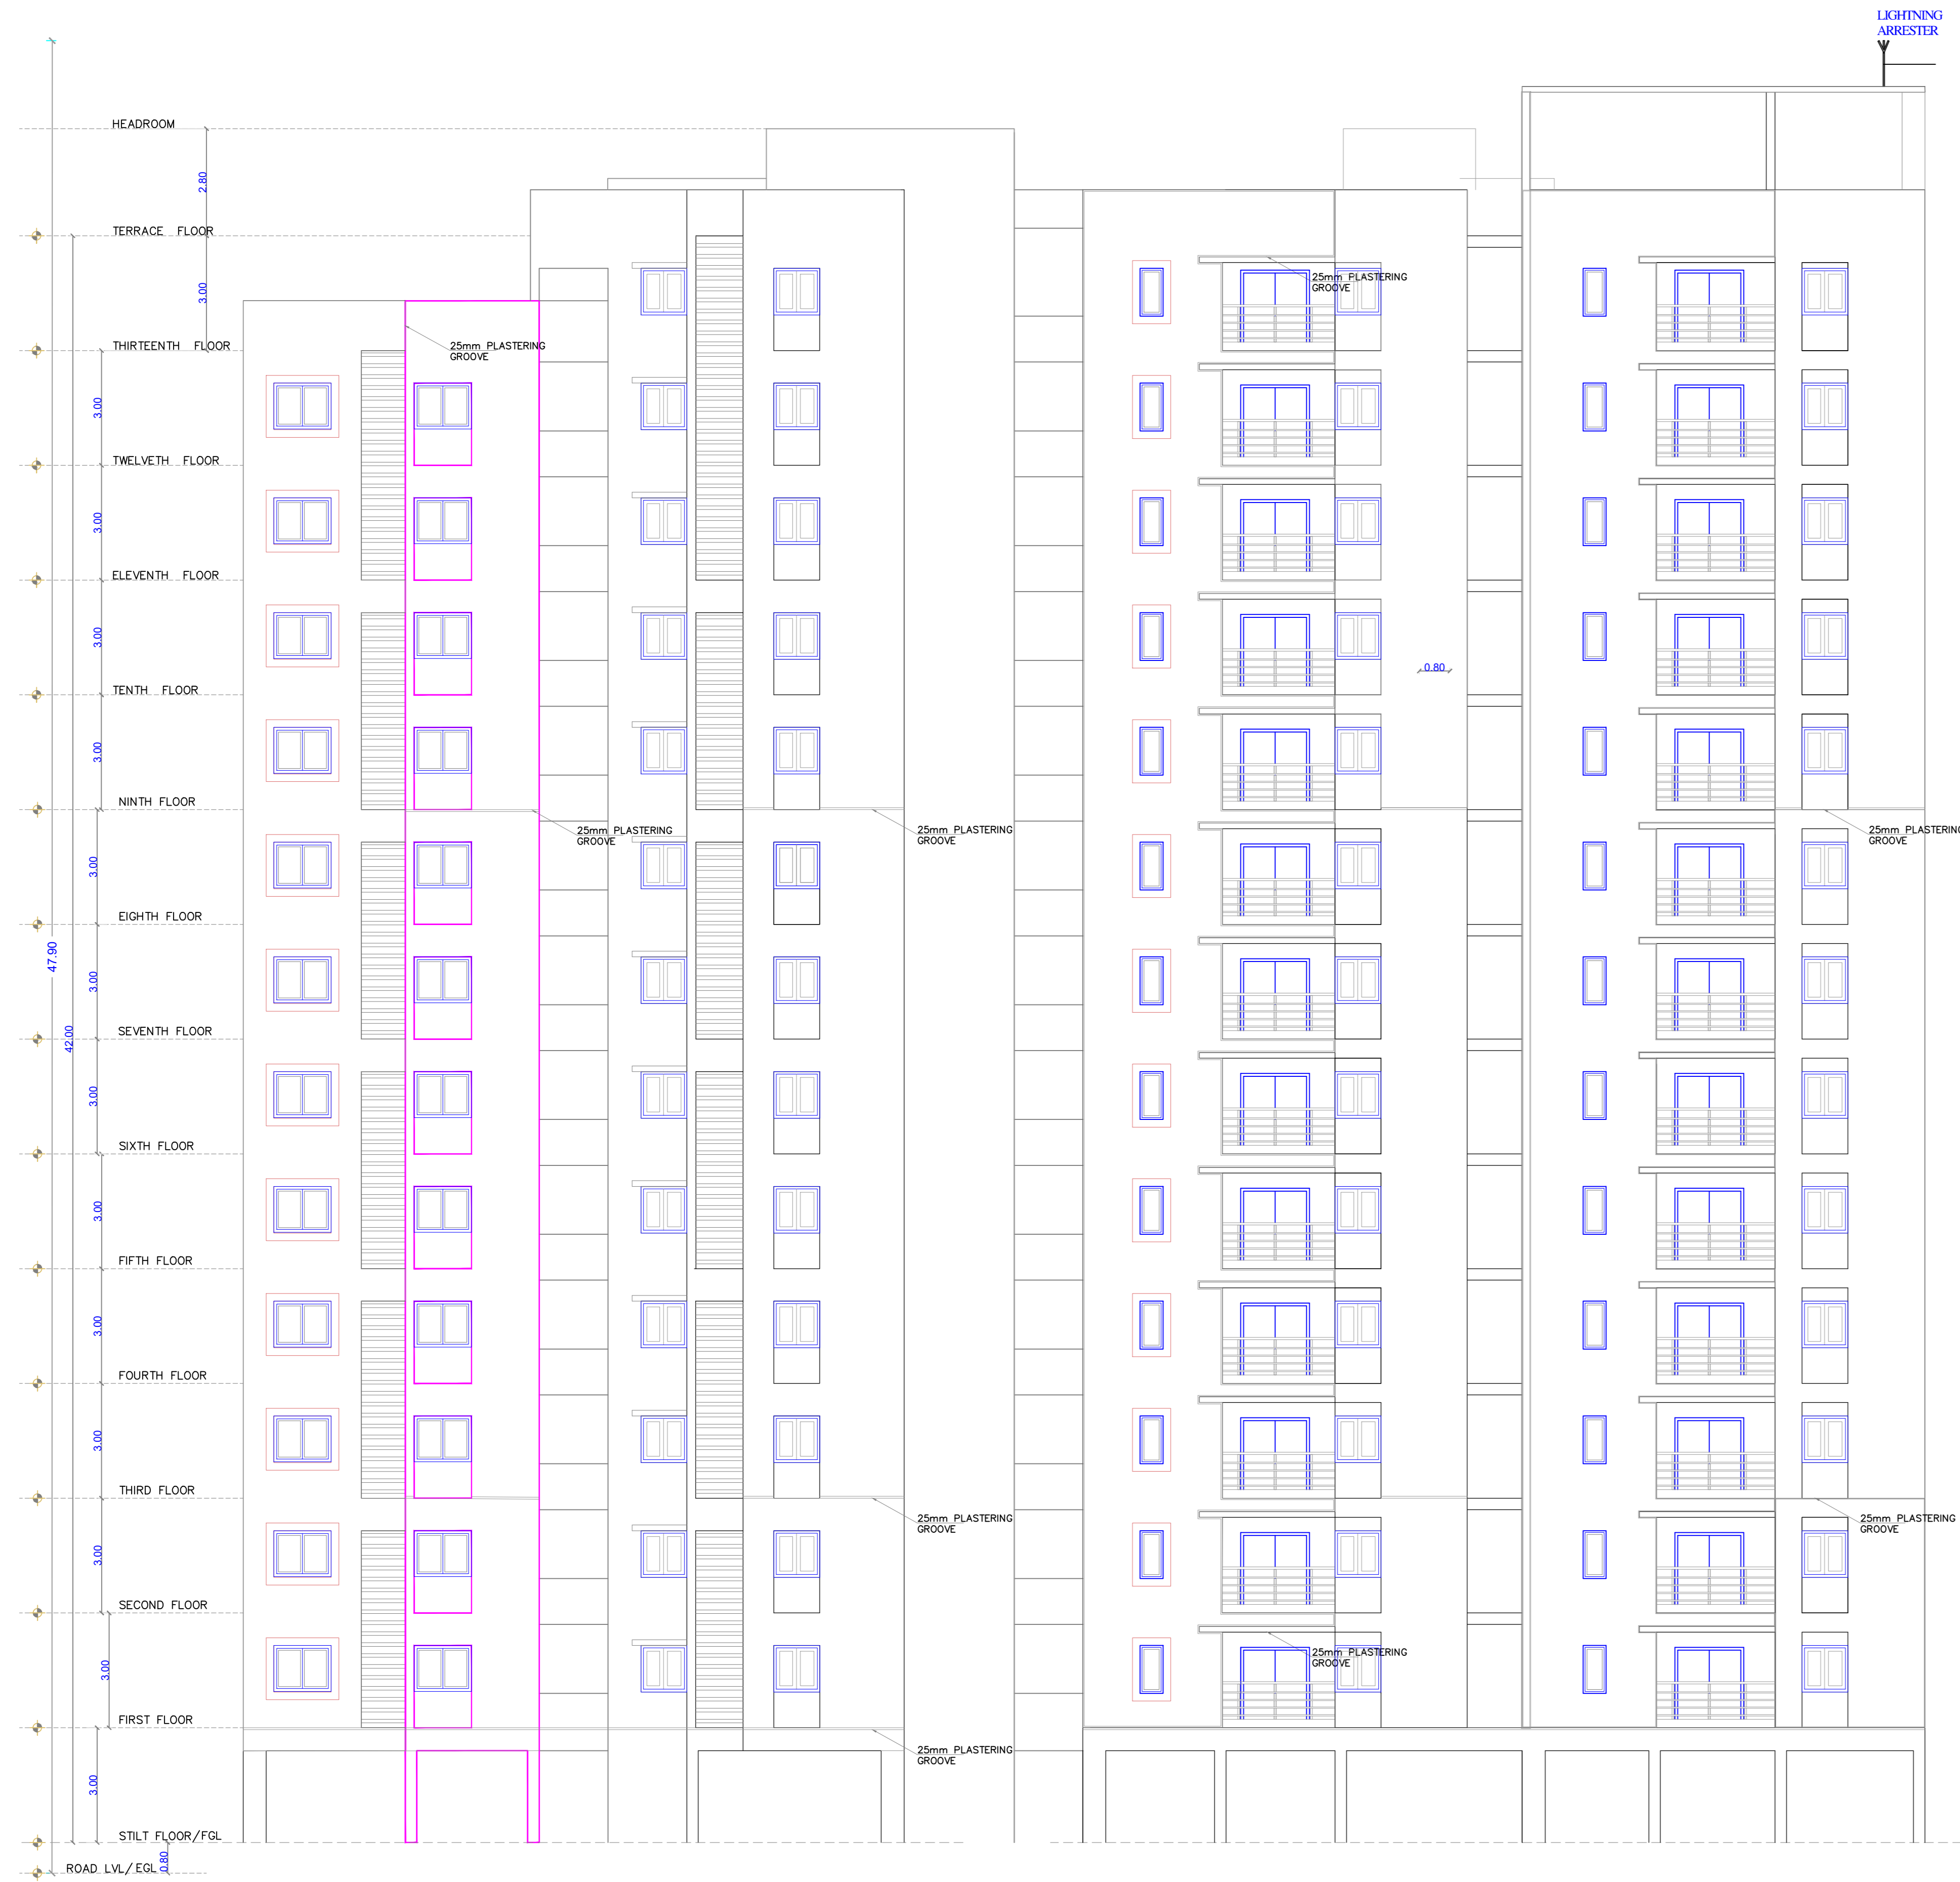 LIGHTNING
ARRESTER
HEADROOM
2.80
TERRACE FLOOR
25mm PLASTERING
GROOVE
3.00
THIRTEENTH FLOOR
25mm PLASTERING
GROOVE
3.00
TWELVETH FLOOR
3.00
ELEVENTH FLOOR
3.00
0.80
TENTH FLOOR
3.00
NINTH FLOOR
25mm PLASTERING
GROOVE
25mm PLASTERING
GROOVE
25mm PLASTERING
GROOVE
3.00
EIGHTH FLOOR
47.90
3.00
SEVENTH FLOOR
42.00
3.00
SIXTH FLOOR
3.00
FIFTH FLOOR
3.00
FOURTH FLOOR
3.00
THIRD FLOOR
25mm PLASTERING
GROOVE
25mm PLASTERING
GROOVE
3.00
SECOND FLOOR
25mm PLASTERING
GROOVE
3.00
FIRST FLOOR
25mm PLASTERING
GROOVE
3.00
STILT FLOOR/FGL
0.80
ROAD LVL/EGL